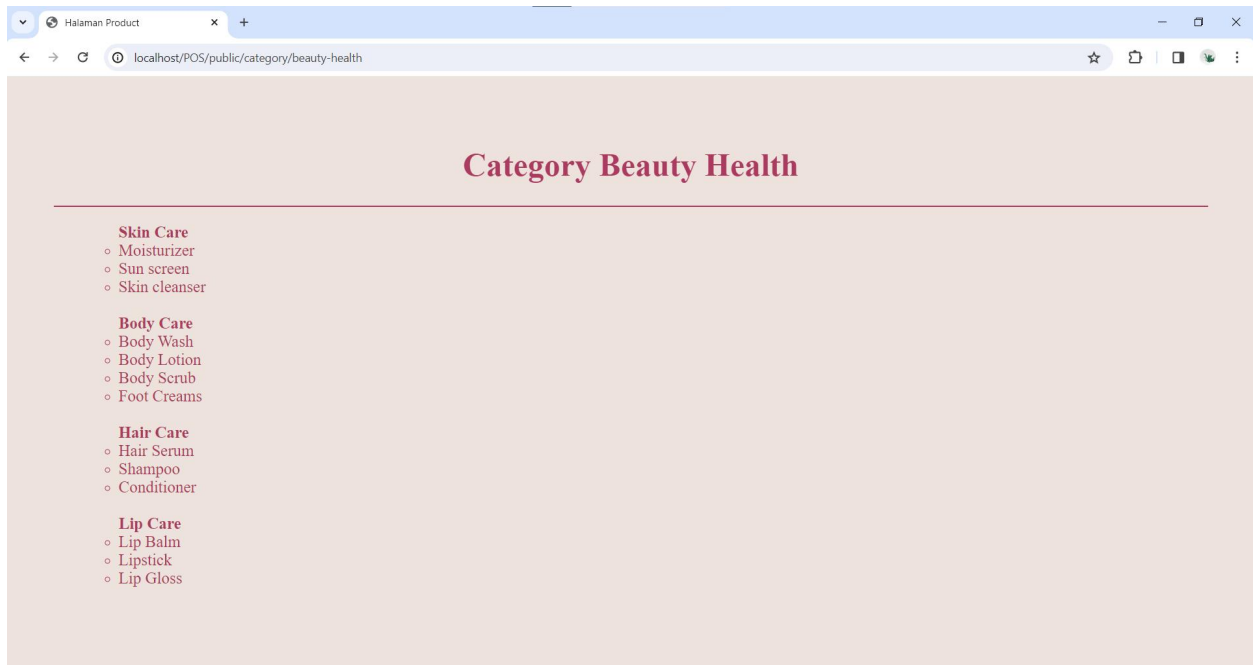 Halaman Product
localhost/POS/public/category/beauty-health
Category Beauty Health
Skin Care
Moisturizer
Sun screen
Skin cleanser
Body Care
Body Wash
Body Lotion
Body Scrub
Foot Creams
Hair Care
Hair Serum
Shampoo
Conditioner
Lip Care
Lip Balm
Lipstick
Lip Gloss